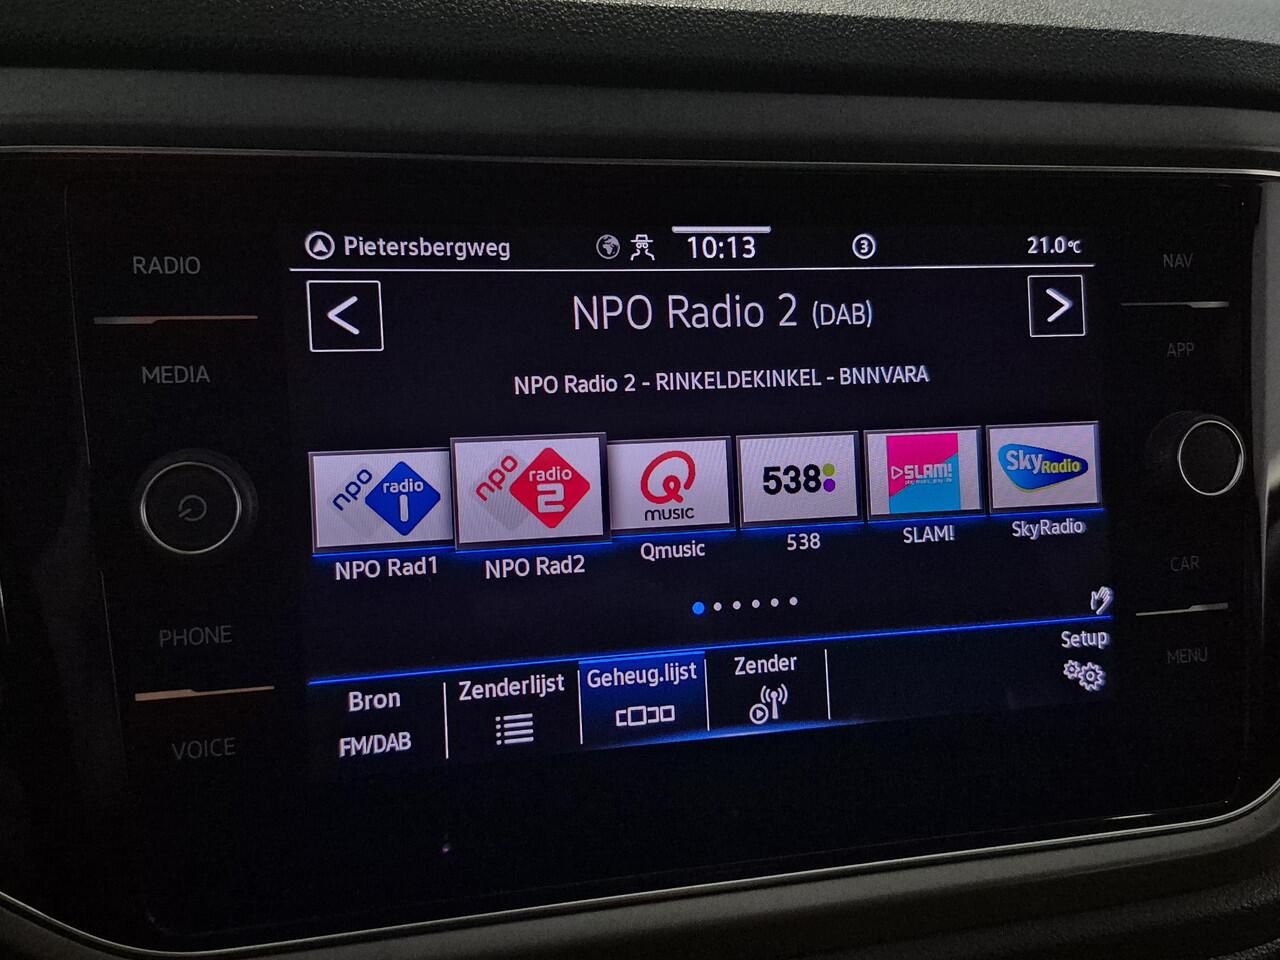 RADIO
MEDIA
PHONE
VOICE
Pietersbergweg
10:13
3
21.0°C
<
NPO Radio 2 (DAB)
>
NPO Radio 2 - RINKELDEKINKEL - BNNVARA
npo radio 1
npo radio 2
Q MUSIC
538
SLAM!
Sky Radio
NPO Rad1
NPO Rad2
Qmusic
538
SLAM!
SkyRadio
Setup
Bron
FM/DAB
Zenderlijst
Geheug.lijst
Zender
NAV
APP
CAR
MENU